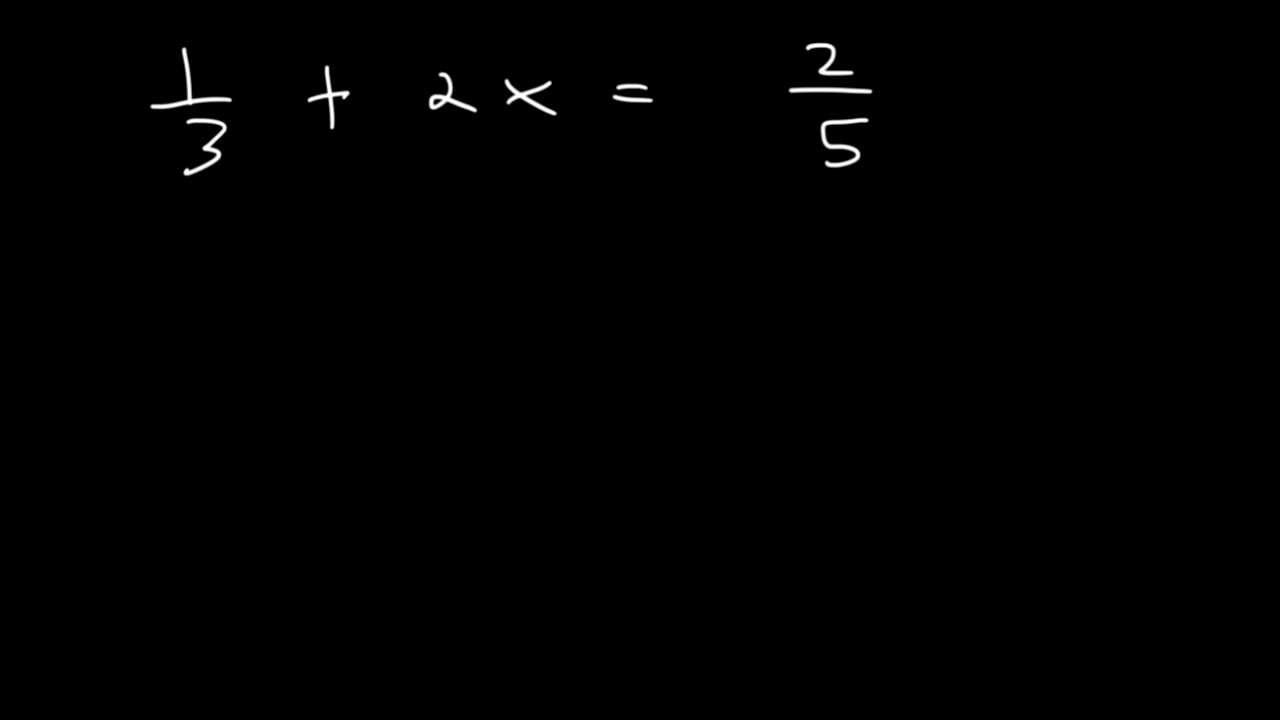 1/3 + 2x = 2/5